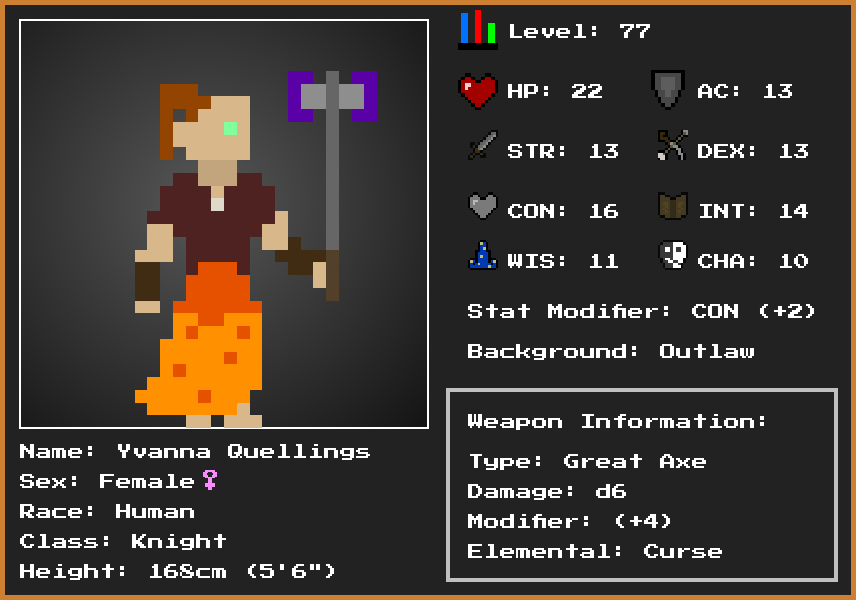 Level: 77
HP: 22 AC: 13
STR: 13 DEX: 13
CON: 16 INT: 14
WIS: 11 CHA: 10
Stat Modifier: CON (+2)
Background: Outlaw
Weapon Information:
Type: Great Axe
Damage: d6
Modifier: (+4)
Elemental: Curse
Name: Yvanna Quellings
Sex: Female♀
Race: Human
Class: Knight
Height: 168cm (5'6")